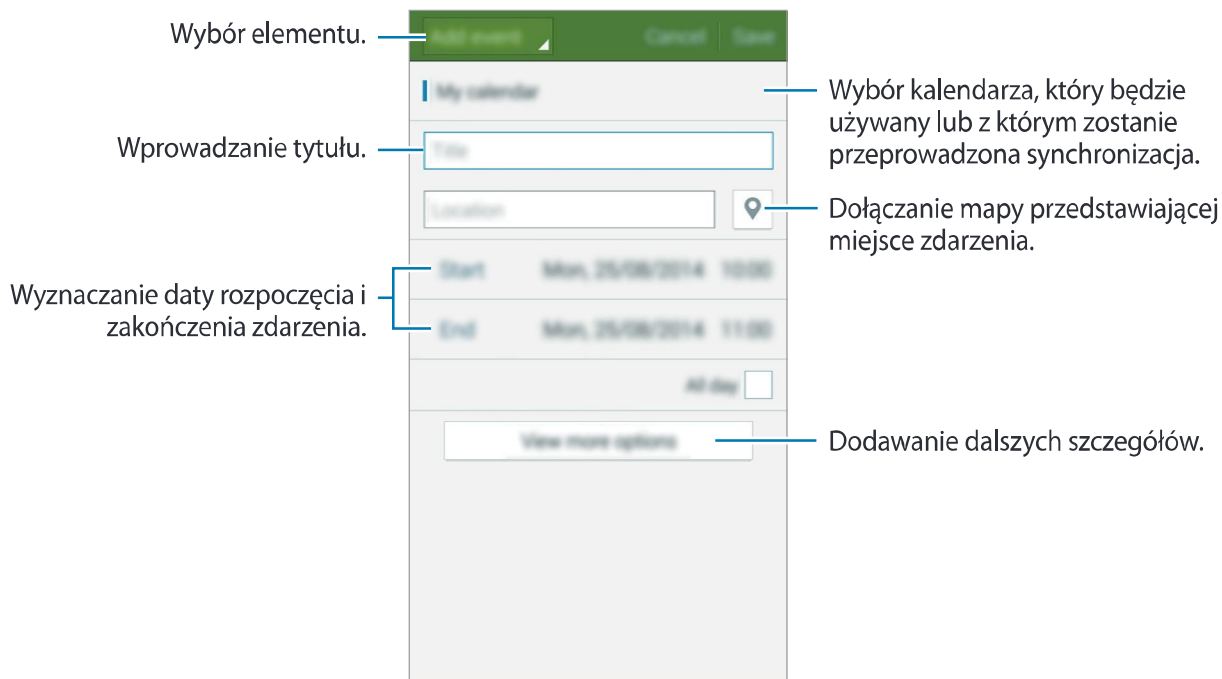 Wybór elementu.
Add event
Cancel
Save
My calendar
Wybór kalendarza, który będzie
używany lub z którym zostanie
przeprowadzona synchronizacja.
Wprowadzanie tytułu.
Title
Location
Dołączanie mapy przedstawiającej
miejsce zdarzenia.
Wyznaczanie daty rozpoczęcia i
zakończenia zdarzenia.
Start Mon, 25/08/2014 10:00
End Mon, 25/08/2014 11:00
All day
View more options
Dodawanie dalszych szczegółów.